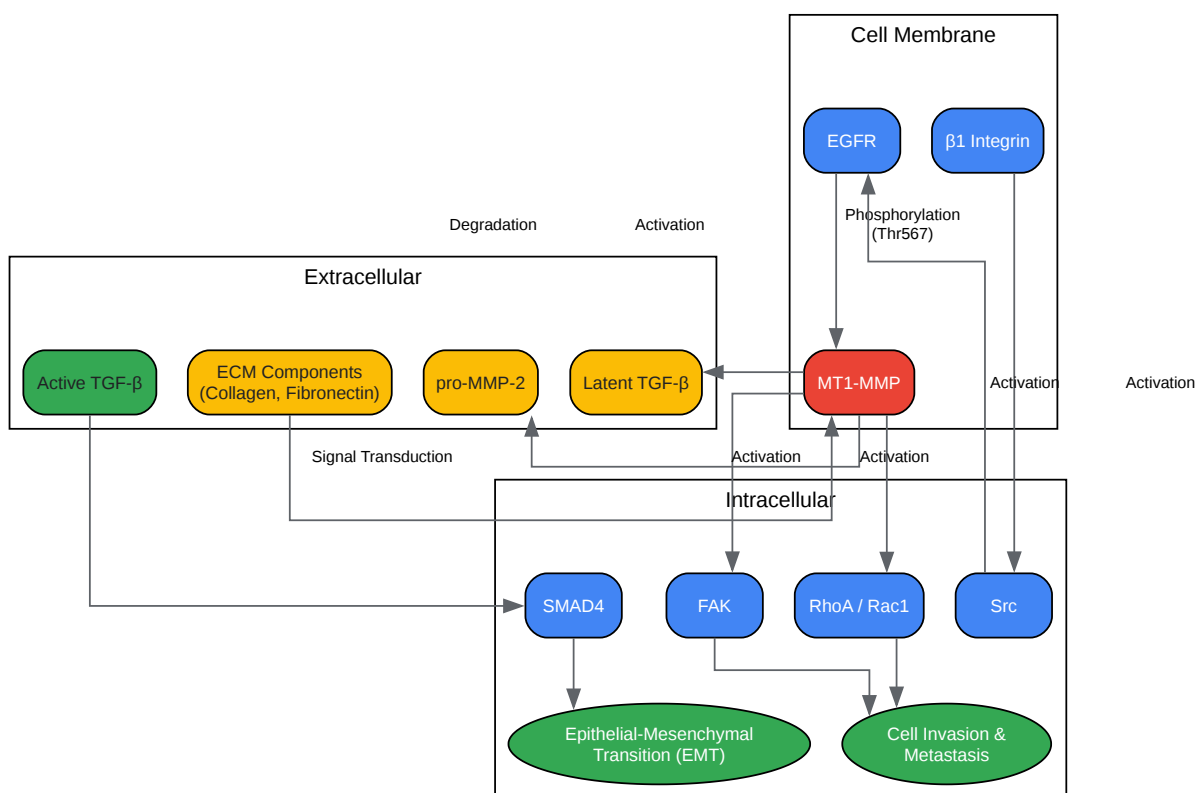 Cell Membrane
EGFR
β1 Integrin
Degradation
Activation
Phosphorylation
(Thr567)
Extracellular
Active TGF-β
ECM Components
(Collagen, Fibronectin)
pro-MMP-2
Latent TGF-β
MT1-MMP
Activation
Activation
Signal Transduction
Activation
Activation
Intracellular
SMAD4
FAK
RhoA / Rac1
Src
Epithelial-Mesenchymal
Transition (EMT)
Cell Invasion &
Metastasis